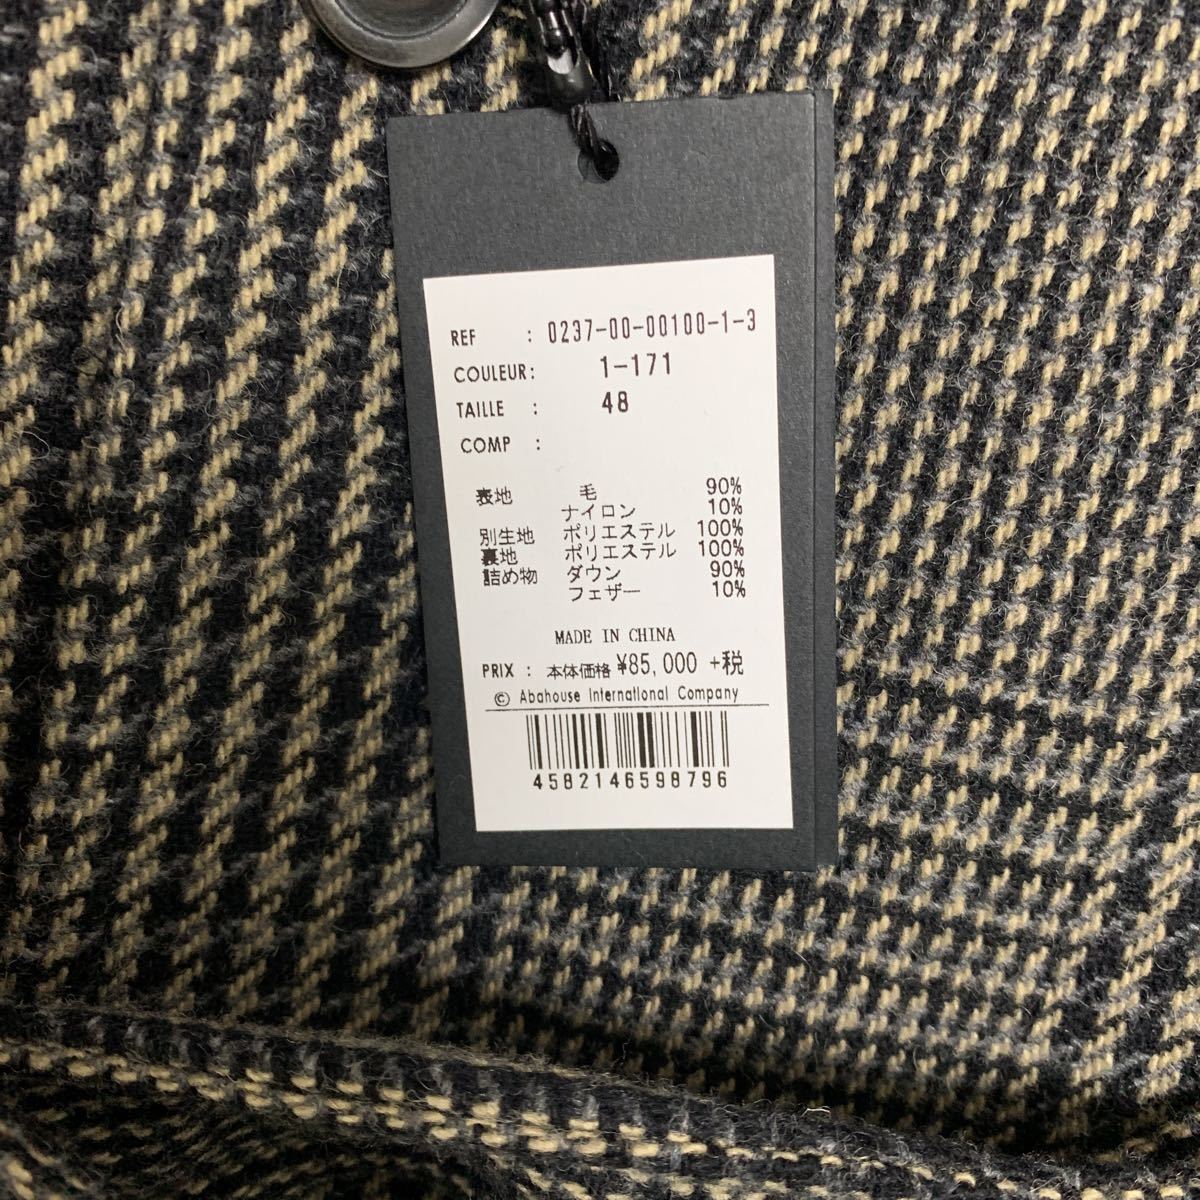 REF : 0237-00-00100-1-3
COULEUR: 1-171
TAILLE : 48
COMP :
表地 毛 90%
ナイロン 10%
別生地 ポリエステル 100%
裏地 ポリエステル 100%
詰め物 ダウン 90%
フェザー 10%
MADE IN CHINA
PRIX : 本体価格 ¥85,000 +税
© Abahouse International Company
4582146598796